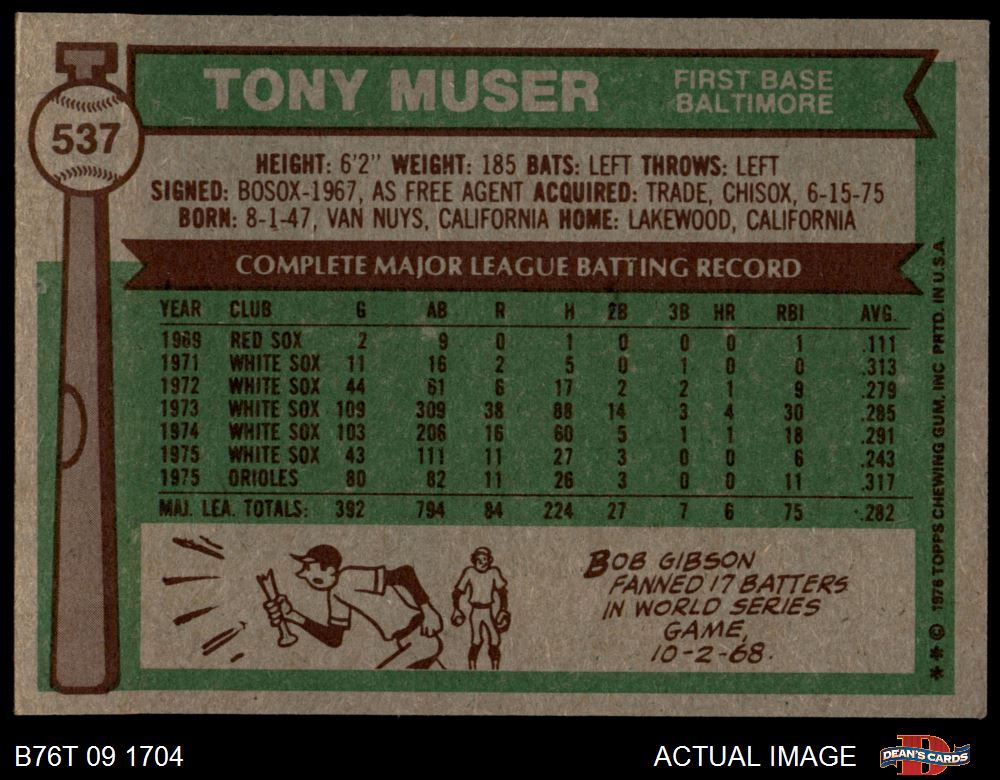 TONY MUSER
FIRST BASE
BALTIMORE
537
HEIGHT: 6'2" WEIGHT: 185 BATS: LEFT THROWS: LEFT
SIGNED: BOSOX-1967, AS FREE AGENT ACQUIRED: TRADE, CHISOX, 6-15-75
BORN: 8-1-47, VAN NUYS, CALIFORNIA HOME: LAKEWOOD, CALIFORNIA
COMPLETE MAJOR LEAGUE BATTING RECORD
YEAR CLUB G AB R H 2B 3B HR RBI AVG.
1969 RED SOX 2 9 0 1 0 0 0 1 .111
1971 WHITE SOX 11 16 2 5 0 1 0 0 .313
1972 WHITE SOX 44 61 6 17 2 2 1 9 .279
1973 WHITE SOX 109 309 38 88 14 3 4 30 .285
1974 WHITE SOX 103 206 16 60 5 1 1 18 .291
1975 WHITE SOX 43 111 11 27 3 0 0 6 .243
1975 ORIOLES 80 82 11 26 3 0 0 11 .317
MAJ. LEA. TOTALS: 392 794 84 224 27 7 6 75 .282
BOB GIBSON
FANNED 17 BATTERS
IN WORLD SERIES
GAME,
10-2-68.
** © 1976 TOPPS CHEWING GUM, INC PRTD. IN U.S.A.
B76T 09 1704
ACTUAL IMAGE
D
DEAN'S CARDS